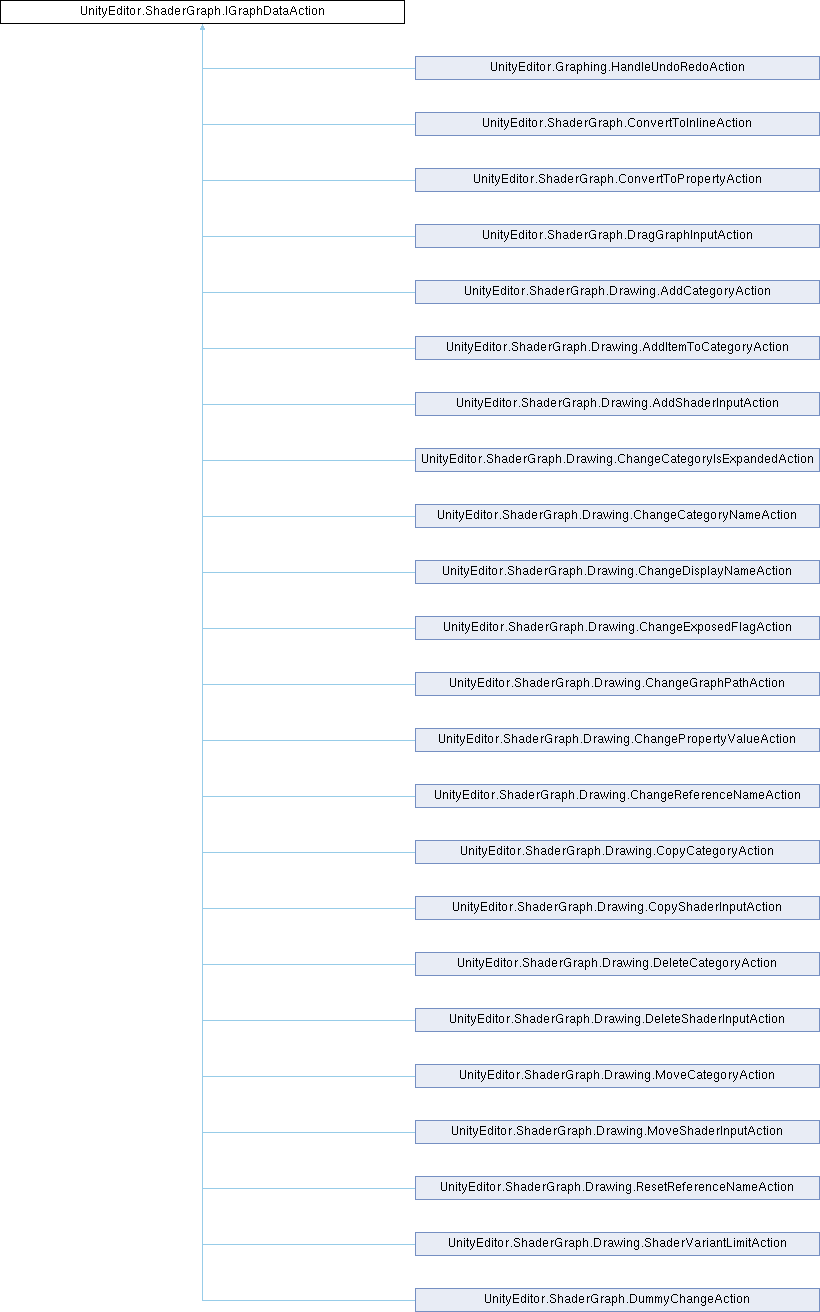 UnityEditor.ShaderGraph.IGraphDataAction
UnityEditor.Graphing.HandleUndoRedoAction
UnityEditor.ShaderGraph.ConvertToInlineAction
UnityEditor.ShaderGraph.ConvertToPropertyAction
UnityEditor.ShaderGraph.DragGraphInputAction
UnityEditor.ShaderGraph.Drawing.AddCategoryAction
UnityEditor.ShaderGraph.Drawing.AddItemToCategoryAction
UnityEditor.ShaderGraph.Drawing.AddShaderInputAction
UnityEditor.ShaderGraph.Drawing.ChangeCategoryIsExpandedAction
UnityEditor.ShaderGraph.Drawing.ChangeCategoryNameAction
UnityEditor.ShaderGraph.Drawing.ChangeDisplayNameAction
UnityEditor.ShaderGraph.Drawing.ChangeExposedFlagAction
UnityEditor.ShaderGraph.Drawing.ChangeGraphPathAction
UnityEditor.ShaderGraph.Drawing.ChangePropertyValueAction
UnityEditor.ShaderGraph.Drawing.ChangeReferenceNameAction
UnityEditor.ShaderGraph.Drawing.CopyCategoryAction
UnityEditor.ShaderGraph.Drawing.CopyShaderInputAction
UnityEditor.ShaderGraph.Drawing.DeleteCategoryAction
UnityEditor.ShaderGraph.Drawing.DeleteShaderInputAction
UnityEditor.ShaderGraph.Drawing.MoveCategoryAction
UnityEditor.ShaderGraph.Drawing.MoveShaderInputAction
UnityEditor.ShaderGraph.Drawing.ResetReferenceNameAction
UnityEditor.ShaderGraph.Drawing.ShaderVariantLimitAction
UnityEditor.ShaderGraph.DummyChangeAction